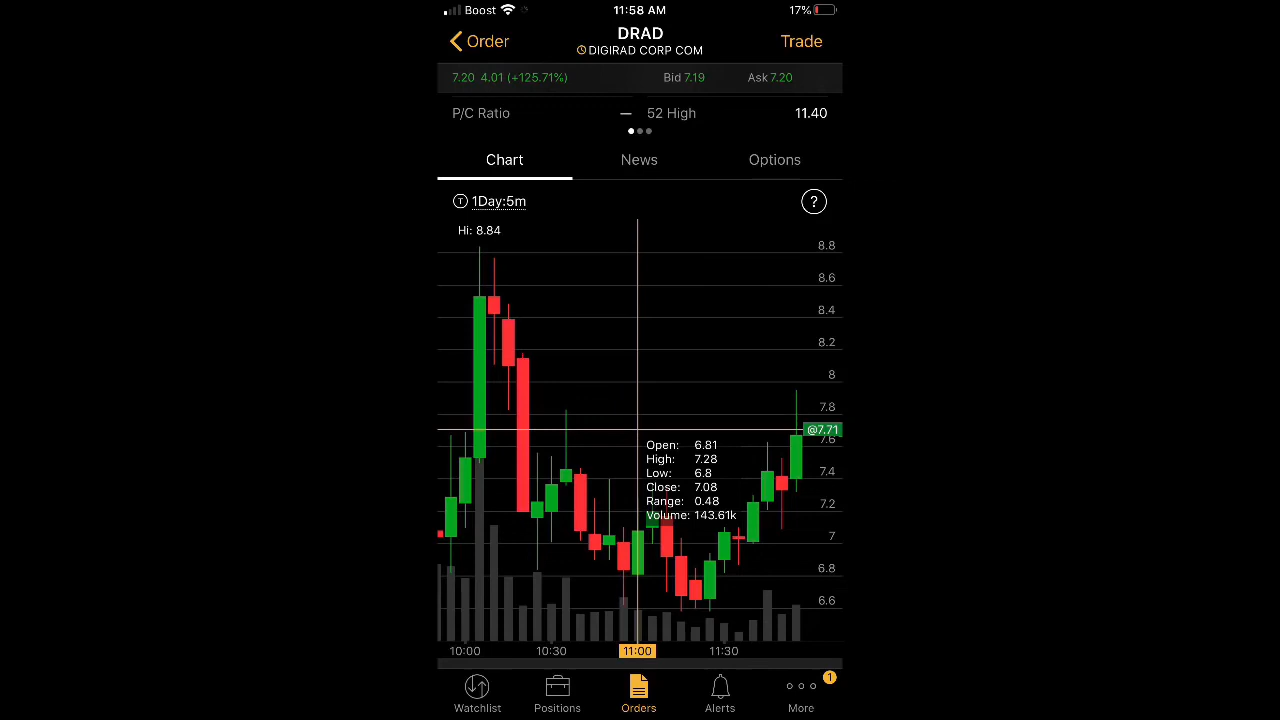 Boost 11:58 AM 17%
Order DRAD Trade
DIGIRAD CORP COM
7.20 4.01 (+125.71%) Bid 7.19 Ask 7.20
P/C Ratio — 52 High 11.40
Chart News Options
T 1Day:5m ?
Hi: 8.84
8.8
8.6
8.4
8.2
8
7.8
@7.71
7.6
Open: 6.81
High: 7.28
Low: 6.8
7.4
Close: 7.08
Range: 0.48
7.2
Volume: 143.61k
7
6.8
6.6
10:00 10:30 11:00 11:30
1
Watchlist Positions Orders Alerts More